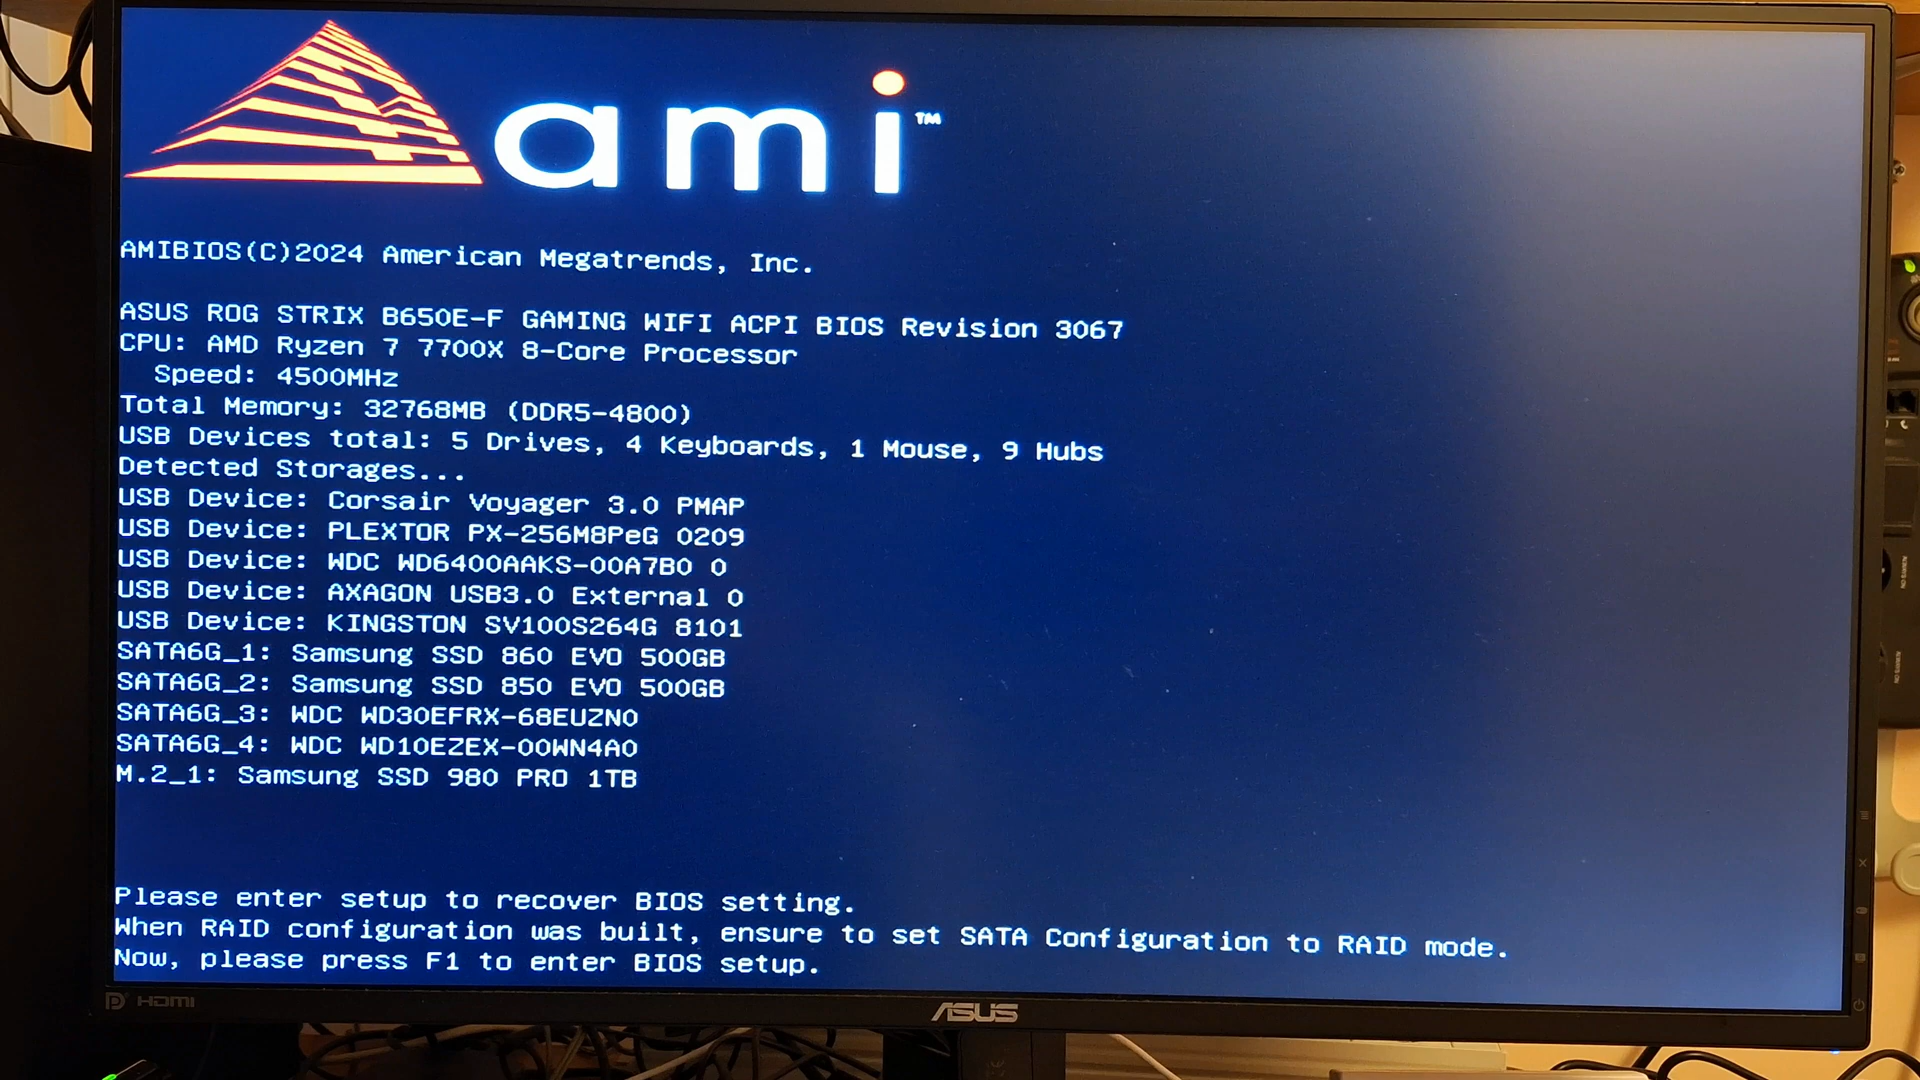 ami™
AMIBIOS(C)2024 American Megatrends, Inc.
ASUS ROG STRIX B650E-F GAMING WIFI ACPI BIOS Revision 3067
CPU: AMD Ryzen 7 7700X 8-Core Processor
Speed: 4500MHz
Total Memory: 32768MB (DDR5-4800)
USB Devices total: 5 Drives, 4 Keyboards, 1 Mouse, 9 Hubs
Detected Storages...
USB Device: Corsair Voyager 3.0 PMAP
USB Device: PLEXTOR PX-256M8PeG 0209
USB Device: WDC WD6400AAKS-00A7B0 0
USB Device: AXAGON USB3.0 External 0
USB Device: KINGSTON SV100S264G 8101
SATA6G_1: Samsung SSD 860 EVO 500GB
SATA6G_2: Samsung SSD 850 EVO 500GB
SATA6G_3: WDC WD30EFRX-68EUZN0
SATA6G_4: WDC WD10EZEX-00WN4A0
M.2_1: Samsung SSD 980 PRO 1TB
Please enter setup to recover BIOS setting.
When RAID configuration was built, ensure to set SATA Configuration to RAID mode.
Now, please press F1 to enter BIOS setup.
HDMI
ASUS